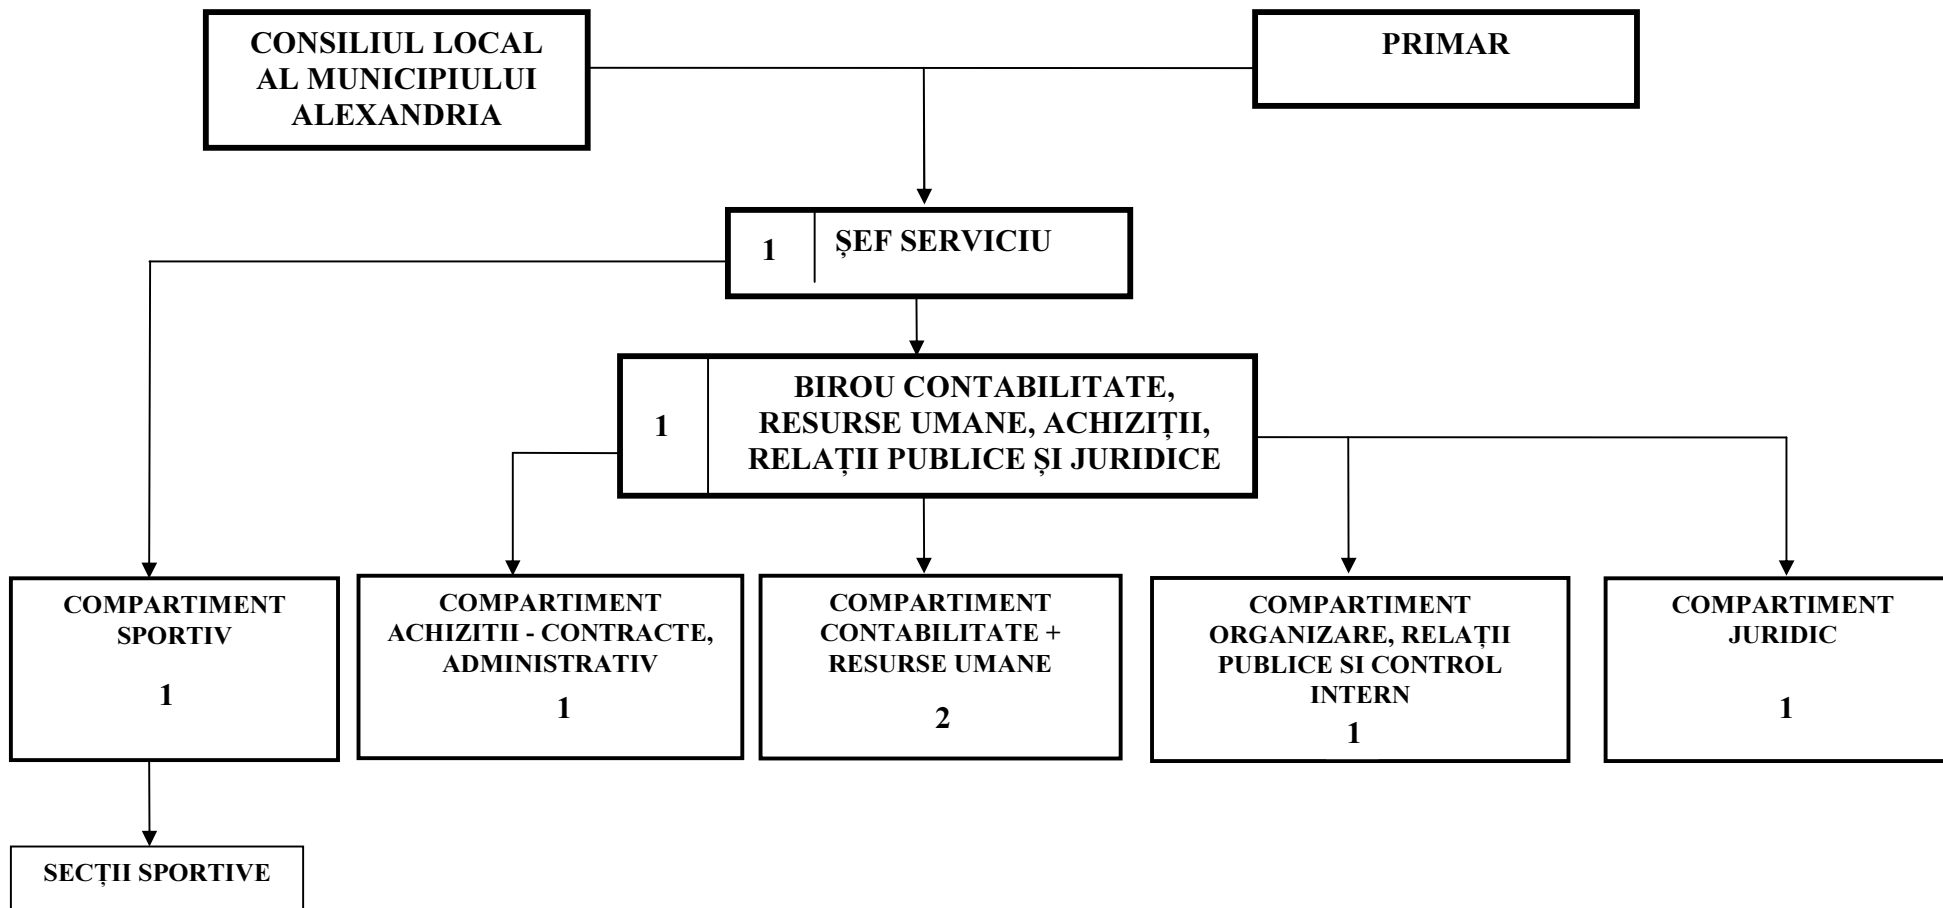 CONSILIUL LOCAL
AL MUNICIPIULUI
ALEXANDRIA
PRIMAR
1
ȘEF SERVICIU
1
BIROU CONTABILITATE,
RESURSE UMANE, ACHIZIȚII,
RELAȚII PUBLICE ȘI JURIDICE
COMPARTIMENT
SPORTIV
1
COMPARTIMENT
ACHIZITII - CONTRACTE,
ADMINISTRATIV
1
COMPARTIMENT
CONTABILITATE +
RESURSE UMANE
2
COMPARTIMENT
ORGANIZARE, RELAȚII
PUBLICE SI CONTROL
INTERN
1
COMPARTIMENT
JURIDIC
1
SECȚII SPORTIVE